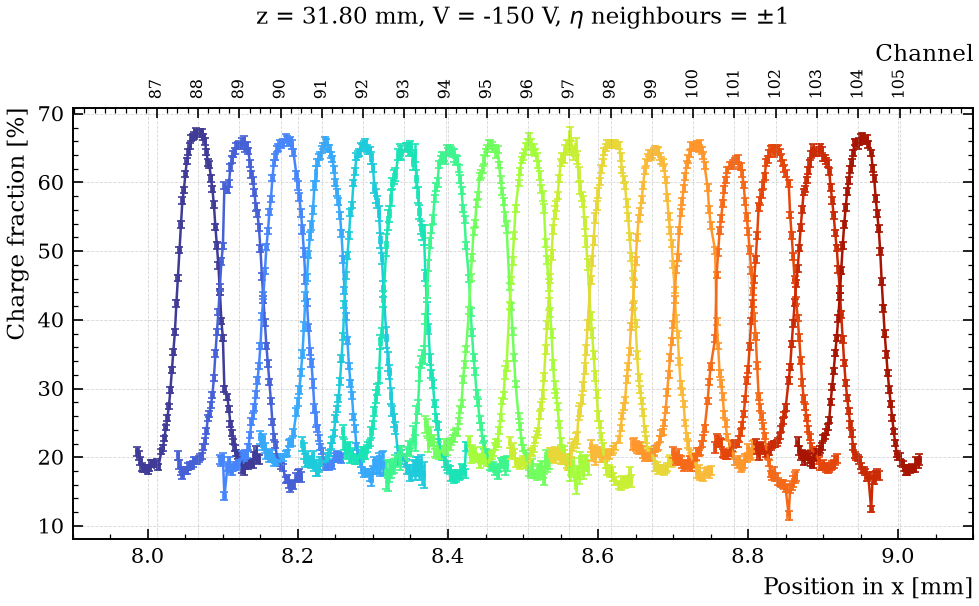 z = 31.80 mm, V = -150 V, η neighbours = ±1
Channel
87 88 89 90 91 92 93 94 95 96 97 98 99 100 101 102 103 104 105
Charge fraction [%]
70
60
50
40
30
20
10
8.0 8.2 8.4 8.6 8.8 9.0
Position in x [mm]